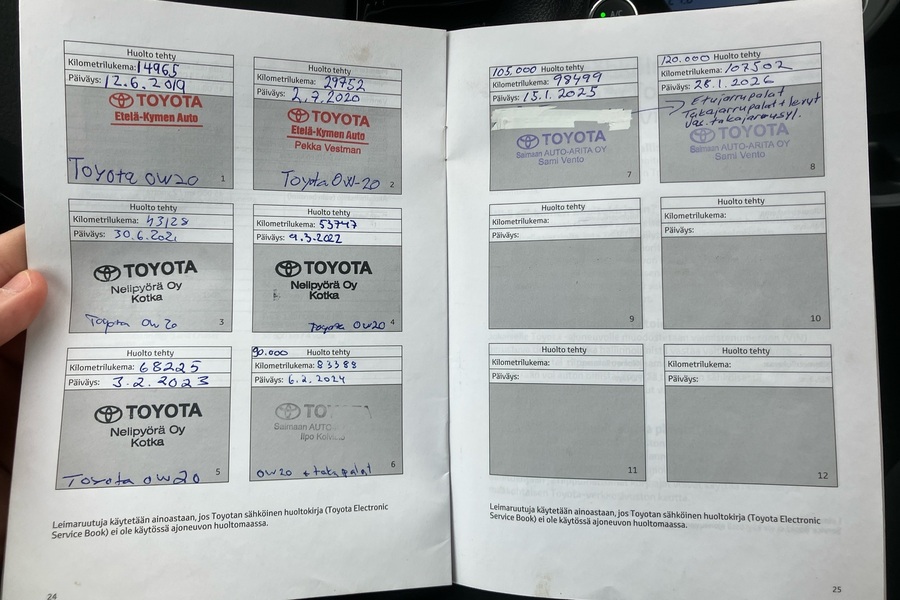 Huolto tehty
Kilometrilukema: 14965
Päiväys: 12.6.2019
TOYOTA
Etelä-Kymen Auto
Toyota 0W20
1
Huolto tehty
Kilometrilukema: 29752
Päiväys: 2.7.2020
TOYOTA
Etelä-Kymen Auto
Pekka Vestman
Toyota 0W-20
2
Huolto tehty
Kilometrilukema: 43128
Päiväys: 30.6.2021
TOYOTA
Nelipyörä Oy
Kotka
Toyota 0W20
3
Huolto tehty
Kilometrilukema: 53747
Päiväys: 9.3.2022
TOYOTA
Nelipyörä Oy
Kotka
Toyota 0W20
4
Huolto tehty
Kilometrilukema: 68225
Päiväys: 3.2.2023
TOYOTA
Nelipyörä Oy
Kotka
Toyota 0W20
5
90.000 Huolto tehty
Kilometrilukema: 83388
Päiväys: 6.2.2024
Saimaan
Ilpo
0W20 + takapalat
6
Leimaruutuja käytetään ainoastaan, jos Toyotan sähköinen huoltokirja (Toyota Electronic
Service Book) ei ole käytössä ajoneuvon huoltomaassa.
24
105.000 Huolto tehty
Kilometrilukema: 98499
Päiväys: 15.1.2025
TOYOTA
Saimaan AUTO-ARITA OY
Sami Vento
7
120.000 Huolto tehty
Kilometrilukema: 107502
Päiväys: 28.1.2026
Etujarrupalat
Takajarrupalat + levyt
TOYOTA
Saimaan AUTO-ARITA OY
Sami Vento
8
Huolto tehty
Kilometrilukema:
Päiväys:
9
Huolto tehty
Kilometrilukema:
Päiväys:
10
Huolto tehty
Kilometrilukema:
Päiväys:
11
Huolto tehty
Kilometrilukema:
Päiväys:
12
Leimaruutuja käytetään ainoastaan, jos Toyotan sähköinen huoltokirja (Toyota Electronic
Service Book) ei ole käytössä ajoneuvon huoltomaassa.
25